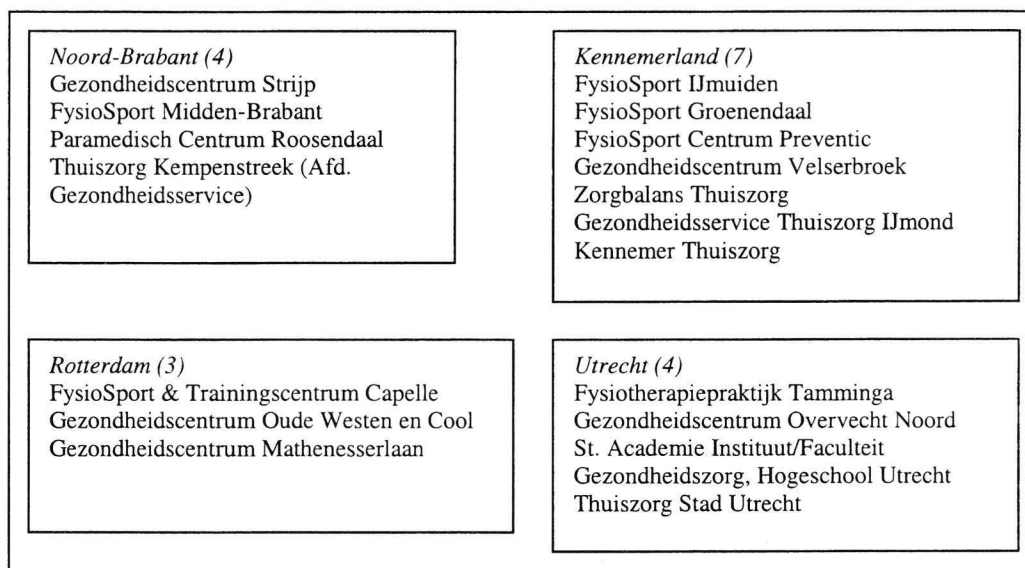 Noord-Brabant (4)
Gezondheidscentrum Strijp
FysioSport Midden-Brabant
Paramedisch Centrum Roosendaal
Thuiszorg Kempenstreek (Afd.
Gezondheidsservice)
Kennemerland (7)
FysioSport IJmuiden
FysioSport Groenendaal
FysioSport Centrum Preventic
Gezondheidscentrum Velserbroek
Zorgbalans Thuiszorg
Gezondheidsservice Thuiszorg IJmond
Kennemer Thuiszorg
Rotterdam (3)
FysioSport & Trainingscentrum Capelle
Gezondheidscentrum Oude Westen en Cool
Gezondheidscentrum Mathenesserlaan
Utrecht (4)
Fysiotherapiepraktijk Tamminga
Gezondheidscentrum Overvecht Noord
St. Academie Instituut/Faculteit
Gezondheidszorg, Hogeschool Utrecht
Thuiszorg Stad Utrecht